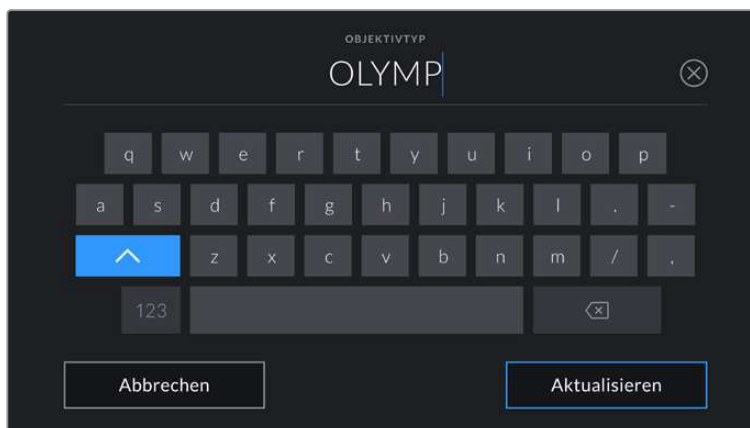 OBJEKTIVTYP
OLYMP
q w e r t y u i o p
a s d f g h j k l . -
z x c v b n m / ,
123
Abbrechen Aktualisieren